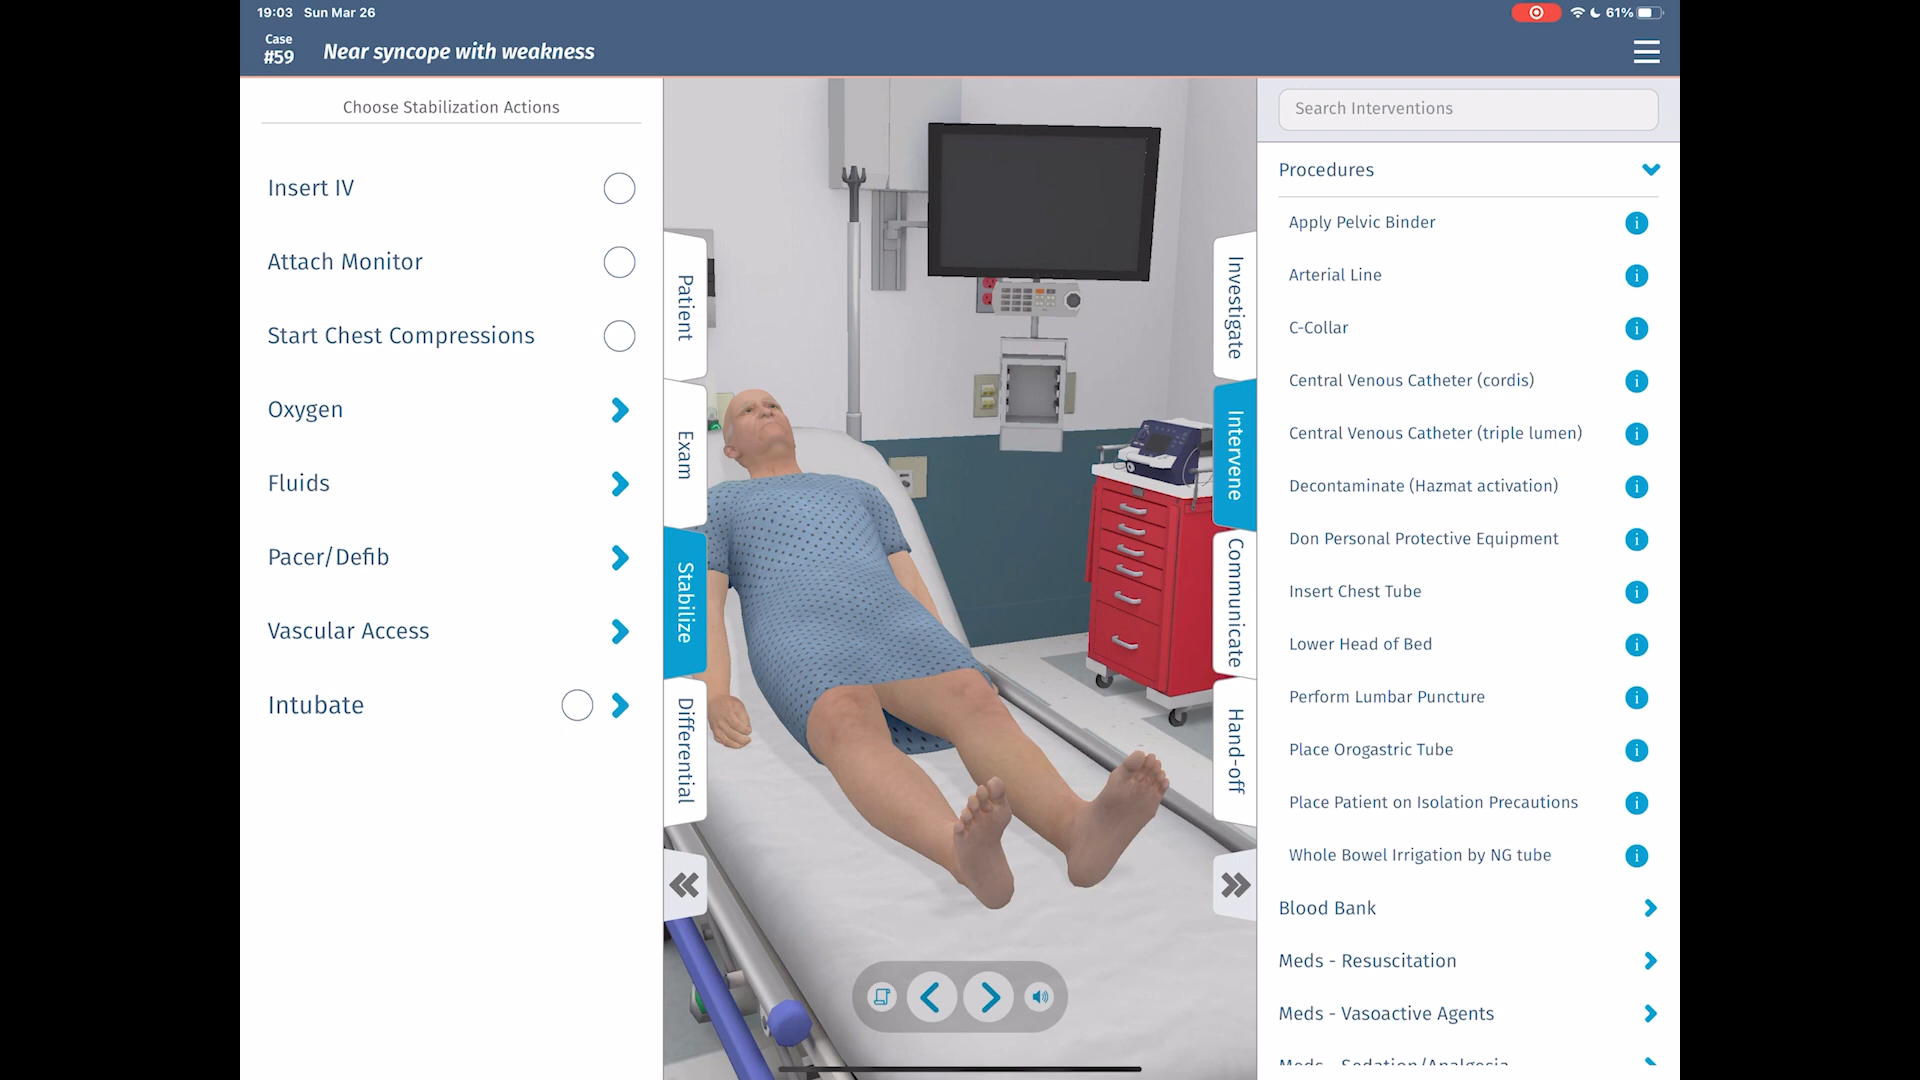 19:03 Sun Mar 26
61%
Case
#59
Near syncope with weakness
Choose Stabilization Actions
Insert IV
Attach Monitor
Start Chest Compressions
Oxygen
Fluids
Pacer/Defib
Vascular Access
Intubate
Patient
Exam
Stabilize
Differential
Investigate
Intervene
Communicate
Hand-off
Search Interventions
Procedures
Apply Pelvic Binder
Arterial Line
C-Collar
Central Venous Catheter (cordis)
Central Venous Catheter (triple lumen)
Decontaminate (Hazmat activation)
Don Personal Protective Equipment
Insert Chest Tube
Lower Head of Bed
Perform Lumbar Puncture
Place Orogastric Tube
Place Patient on Isolation Precautions
Whole Bowel Irrigation by NG tube
Blood Bank
Meds - Resuscitation
Meds - Vasoactive Agents
Meds - Sedation/Analgesia